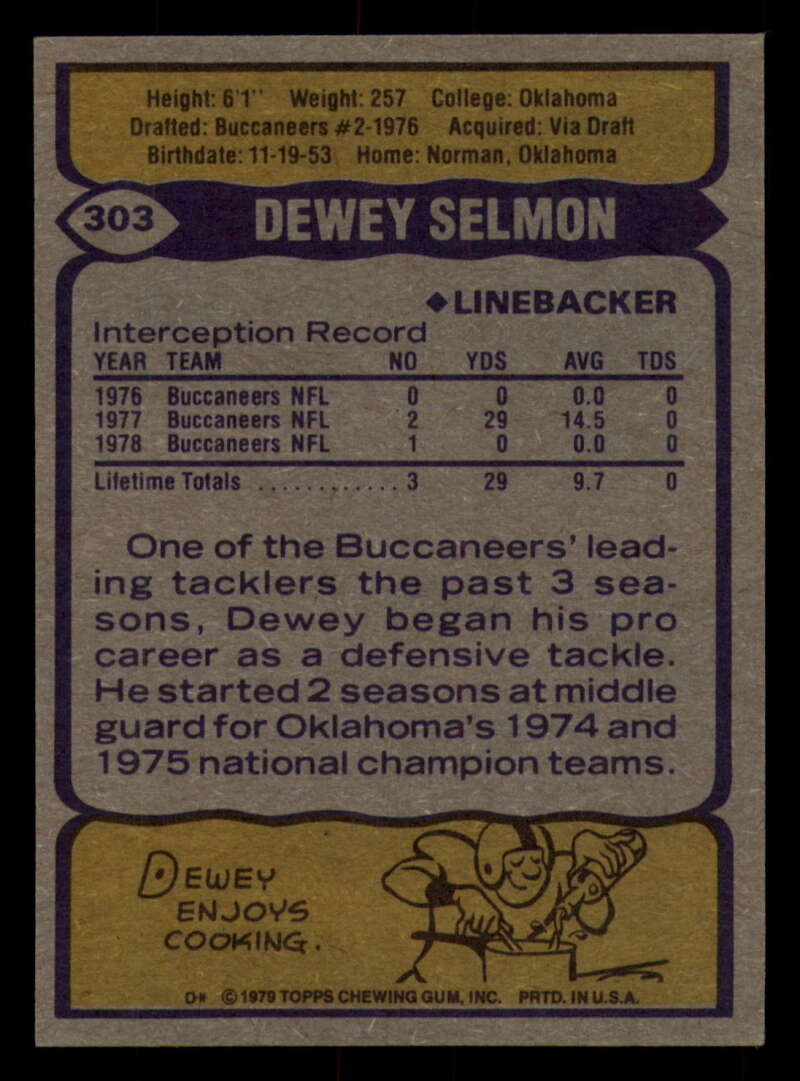 Height: 6'1" Weight: 257 College: Oklahoma
Drafted: Buccaneers #2-1976 Acquired: Via Draft
Birthdate: 11-19-53 Home: Norman, Oklahoma
303 DEWEY SELMON
◆LINEBACKER
Interception Record
YEAR TEAM NO YDS AVG TDS
1976 Buccaneers NFL 0 0 0.0 0
1977 Buccaneers NFL 2 29 14.5 0
1978 Buccaneers NFL 1 0 0.0 0
Lifetime Totals ............ 3 29 9.7 0
One of the Buccaneers' lead-
ing tacklers the past 3 sea-
sons, Dewey began his pro
career as a defensive tackle.
He started 2 seasons at middle
guard for Oklahoma's 1974 and
1975 national champion teams.
DEWEY
ENJOYS
COOKING.
D* ©1979 TOPPS CHEWING GUM, INC. PRTD. IN U.S.A.